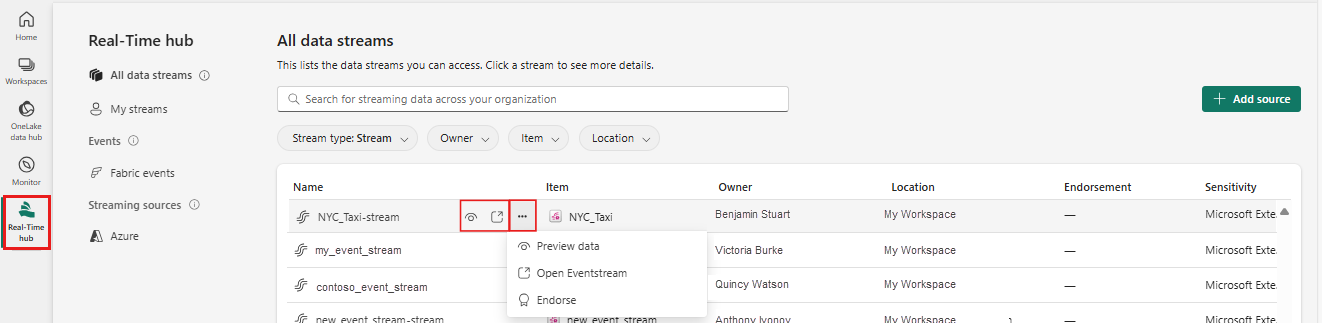 Home
Workspaces
OneLake
data hub
Monitor
Real-Time
hub
Real-Time hub
All data streams
My streams
Events
Fabric events
Streaming sources
Azure
All data streams
This lists the data streams you can access. Click a stream to see more details.
Search for streaming data across your organization
Add source
Stream type: Stream
Owner
Item
Location
Name Item Owner Location Endorsement Sensitivity
NYC_Taxi-stream ••• NYC_Taxi Benjamin Stuart My Workspace — Microsoft Exte...
Preview data
Open Eventstream
Endorse
my_event_stream Victoria Burke My Workspace — Microsoft Exte...
contoso_event_stream Quincy Watson My Workspace — Microsoft Exte...
new_event_stream-stream new_event_stream Anthony Ivonov My Workspace Microsoft Exte...